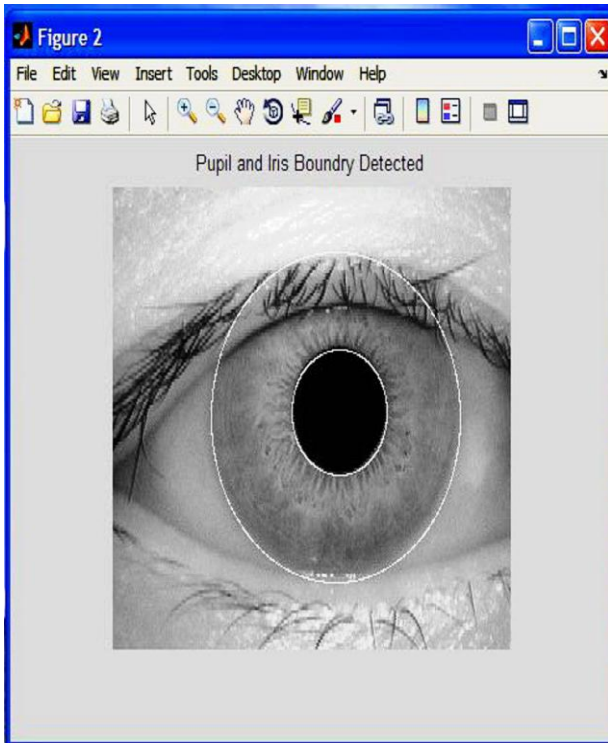 Figure 2
File Edit View Insert Tools Desktop Window Help
Pupil and Iris Boundry Detected